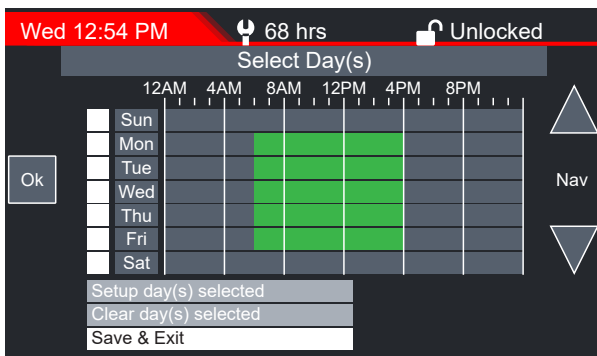 Wed 12:54 PM 68 hrs Unlocked
Select Day(s)
12AM 4AM 8AM 12PM 4PM 8PM
Sun
Mon
Tue
Ok Wed Nav
Thu
Fri
Sat
Setup day(s) selected
Clear day(s) selected
Save & Exit